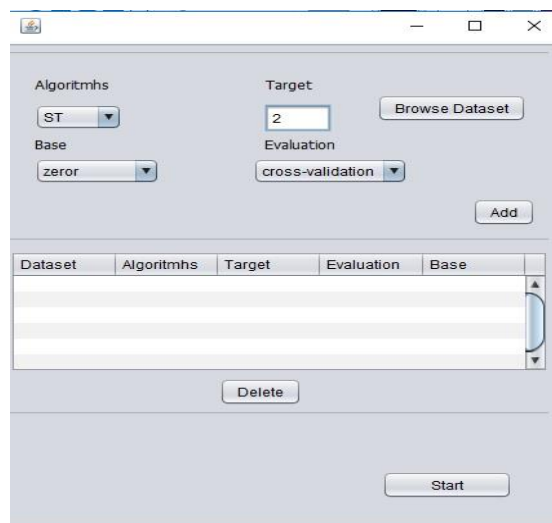 Algoritmhs Target
ST 2 Browse Dataset
Base Evaluation
zeror cross-validation
Add
Dataset Algoritmhs Target Evaluation Base
Delete
Start